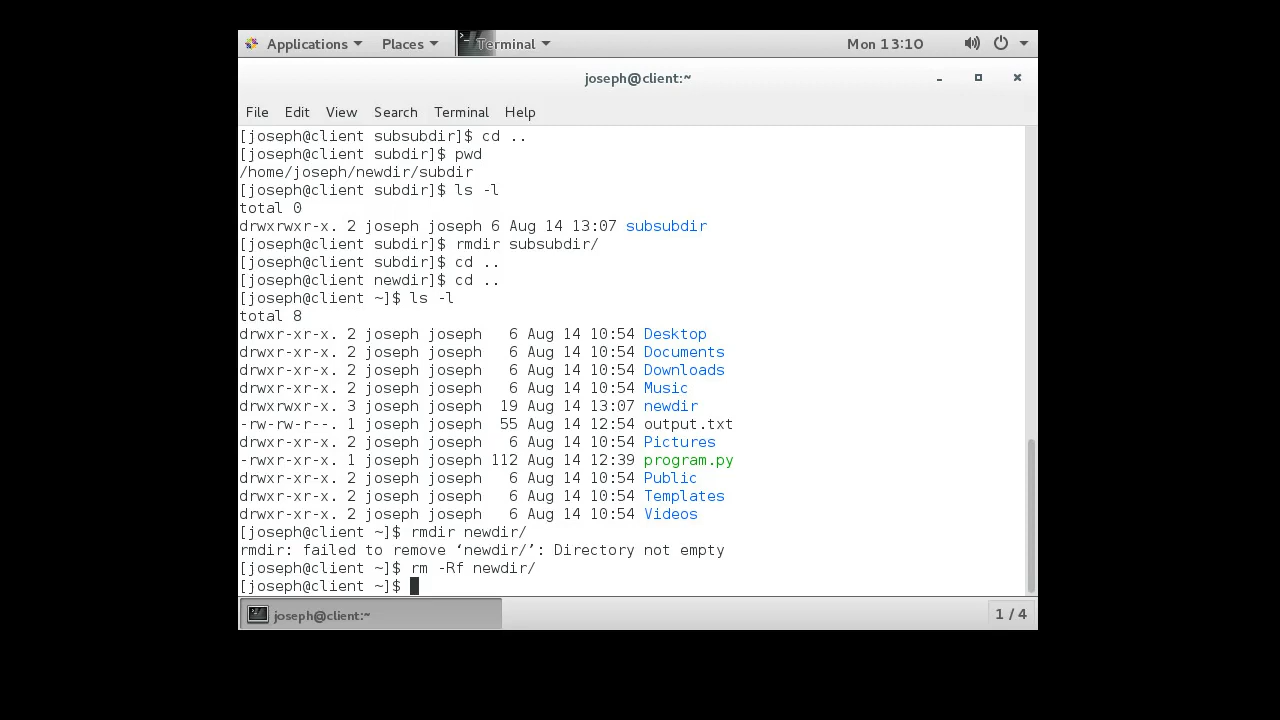 Applications Places Terminal Mon 13:10
joseph@client:~
File Edit View Search Terminal Help
[joseph@client subsubdir]$ cd ..
[joseph@client subdir]$ pwd
/home/joseph/newdir/subdir
[joseph@client subdir]$ ls -l
total 0
drwxrwxr-x. 2 joseph joseph 6 Aug 14 13:07 subsubdir
[joseph@client subdir]$ rmdir subsubdir/
[joseph@client subdir]$ cd ..
[joseph@client newdir]$ cd ..
[joseph@client ~]$ ls -l
total 8
drwxr-xr-x. 2 joseph joseph   6 Aug 14 10:54 Desktop
drwxr-xr-x. 2 joseph joseph   6 Aug 14 10:54 Documents
drwxr-xr-x. 2 joseph joseph   6 Aug 14 10:54 Downloads
drwxr-xr-x. 2 joseph joseph   6 Aug 14 10:54 Music
drwxrwxr-x. 3 joseph joseph  19 Aug 14 13:07 newdir
-rw-rw-r--. 1 joseph joseph  55 Aug 14 12:54 output.txt
drwxr-xr-x. 2 joseph joseph   6 Aug 14 10:54 Pictures
-rwxr-xr-x. 1 joseph joseph 112 Aug 14 12:39 program.py
drwxr-xr-x. 2 joseph joseph   6 Aug 14 10:54 Public
drwxr-xr-x. 2 joseph joseph   6 Aug 14 10:54 Templates
drwxr-xr-x. 2 joseph joseph   6 Aug 14 10:54 Videos
[joseph@client ~]$ rmdir newdir/
rmdir: failed to remove ‘newdir/’: Directory not empty
[joseph@client ~]$ rm -Rf newdir/
[joseph@client ~]$
joseph@client:~ 1 / 4